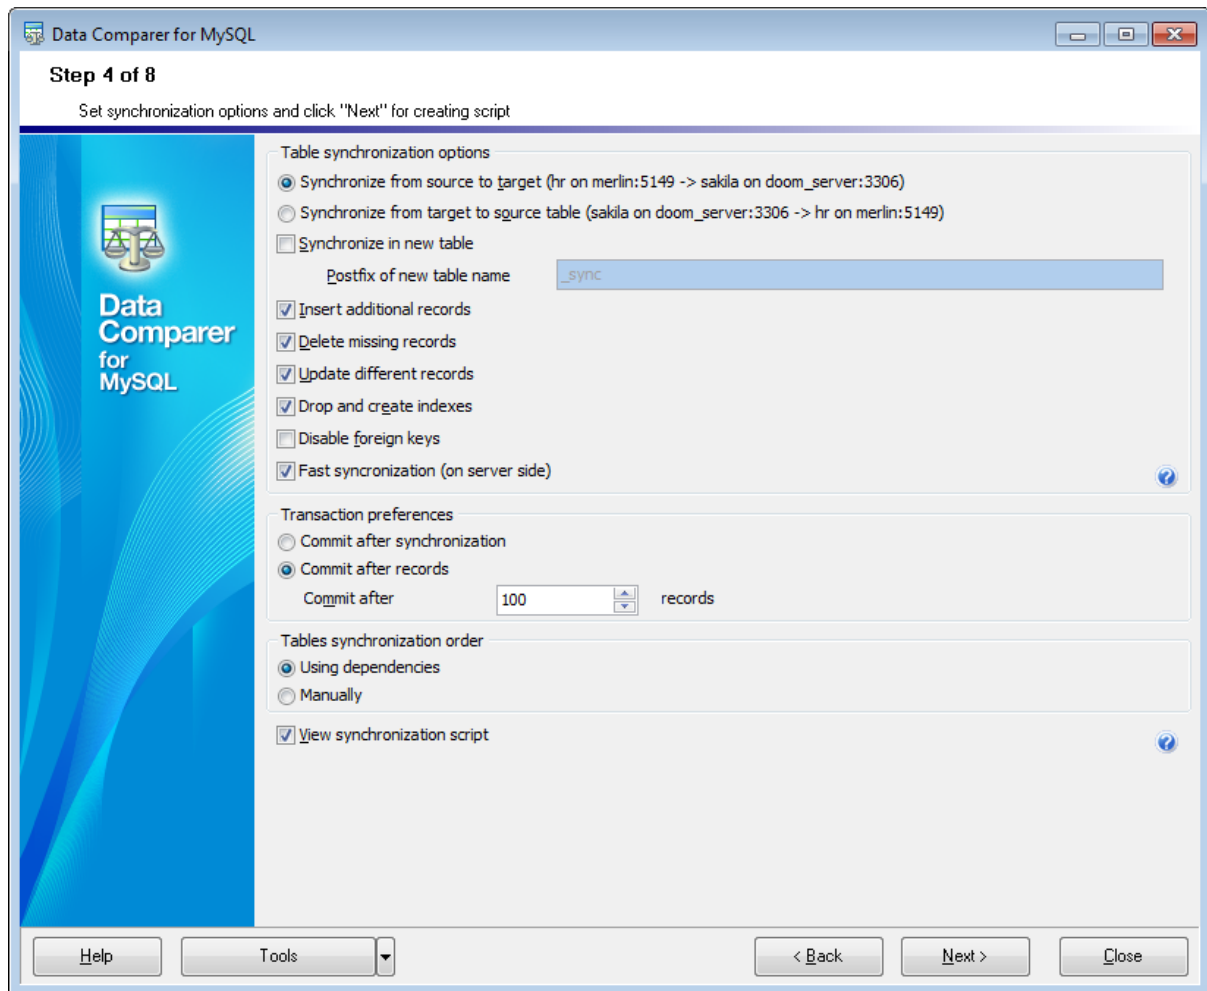 Data Comparer for MySQL
Step 4 of 8
Set synchronization options and click "Next" for creating script
Data
Comparer
for
MySQL
Table synchronization options
Synchronize from source to target (hr on merlin:5149 -> sakila on doom_server:3306)
Synchronize from target to source table (sakila on doom_server:3306 -> hr on merlin:5149)
Synchronize in new table
Postfix of new table name _sync
Insert additional records
Delete missing records
Update different records
Drop and create indexes
Disable foreign keys
Fast syncronization (on server side)
Transaction preferences
Commit after synchronization
Commit after records
Commit after 100 records
Tables synchronization order
Using dependencies
Manually
View synchronization script
Help Tools < Back Next > Close